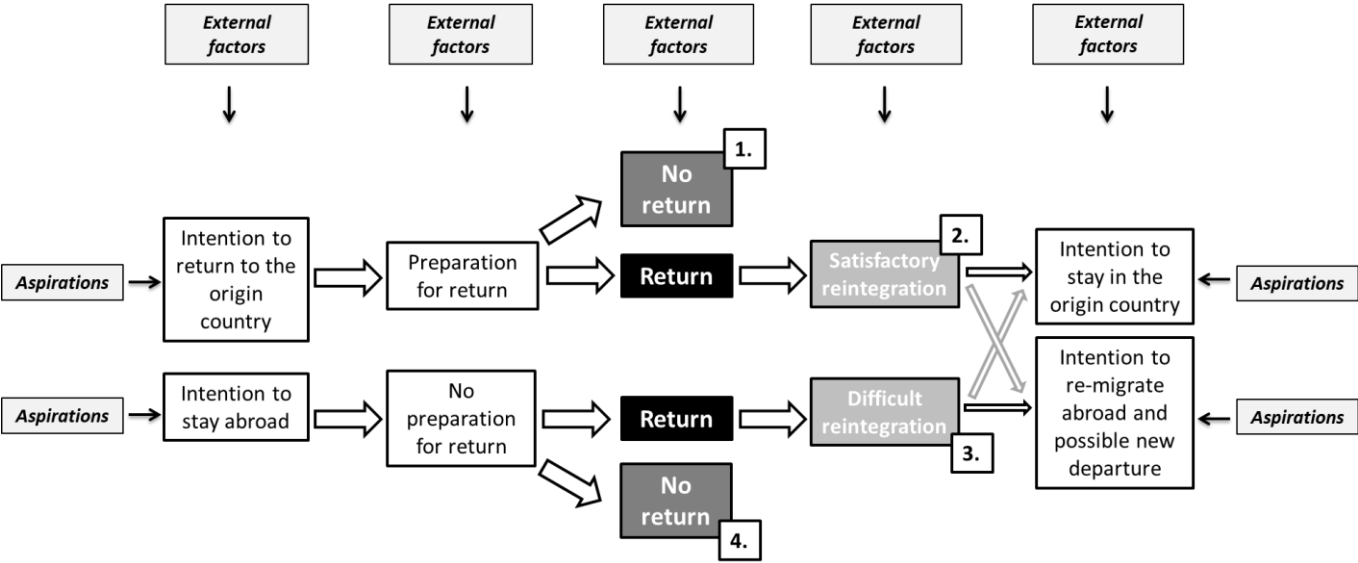 External
factors
External
factors
External
factors
External
factors
External
factors
1.
No
return
Aspirations
Intention to
return to the
origin
country
Preparation
for return
Return
2.
Satisfactory
reintegration
Intention to
stay in the
origin country
Aspirations
Aspirations
Intention to
stay abroad
No
preparation
for return
Return
Difficult
reintegration
3.
Intention to
re-migrate
abroad and
possible new
departure
Aspirations
No
return
4.